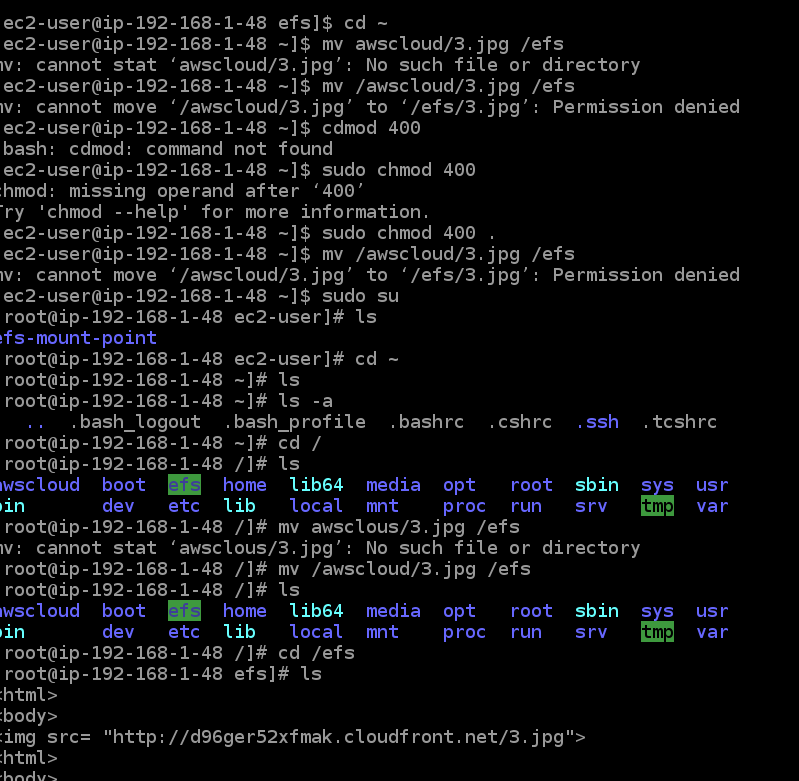 ec2-user@ip-192-168-1-48 efs]$ cd ~
ec2-user@ip-192-168-1-48 ~]$ mv awscloud/3.jpg /efs
mv: cannot stat ‘awscloud/3.jpg’: No such file or directory
ec2-user@ip-192-168-1-48 ~]$ mv /awscloud/3.jpg /efs
mv: cannot move ‘/awscloud/3.jpg’ to ‘/efs/3.jpg’: Permission denied
ec2-user@ip-192-168-1-48 ~]$ cdmod 400
bash: cdmod: command not found
ec2-user@ip-192-168-1-48 ~]$ sudo chmod 400
chmod: missing operand after ‘400’
Try 'chmod --help' for more information.
ec2-user@ip-192-168-1-48 ~]$ sudo chmod 400 .
ec2-user@ip-192-168-1-48 ~]$ mv /awscloud/3.jpg /efs
mv: cannot move ‘/awscloud/3.jpg’ to ‘/efs/3.jpg’: Permission denied
ec2-user@ip-192-168-1-48 ~]$ sudo su
root@ip-192-168-1-48 ec2-user]# ls
efs-mount-point
root@ip-192-168-1-48 ec2-user]# cd ~
root@ip-192-168-1-48 ~]# ls
root@ip-192-168-1-48 ~]# ls -a
.. .bash_logout .bash_profile .bashrc .cshrc .ssh .tcshrc
root@ip-192-168-1-48 ~]# cd /
root@ip-192-168-1-48 /]# ls
awscloud boot efs home lib64 media opt root sbin sys usr
bin dev etc lib local mnt proc run srv tmp var
root@ip-192-168-1-48 /]# mv awsclous/3.jpg /efs
mv: cannot stat ‘awsclous/3.jpg’: No such file or directory
root@ip-192-168-1-48 /]# mv /awscloud/3.jpg /efs
root@ip-192-168-1-48 /]# ls
awscloud boot efs home lib64 media opt root sbin sys usr
bin dev etc lib local mnt proc run srv tmp var
root@ip-192-168-1-48 /]# cd /efs
root@ip-192-168-1-48 efs]# ls
<html>
<body>
<img src= "http://d96ger52xfmak.cloudfront.net/3.jpg">
<html>
<body>